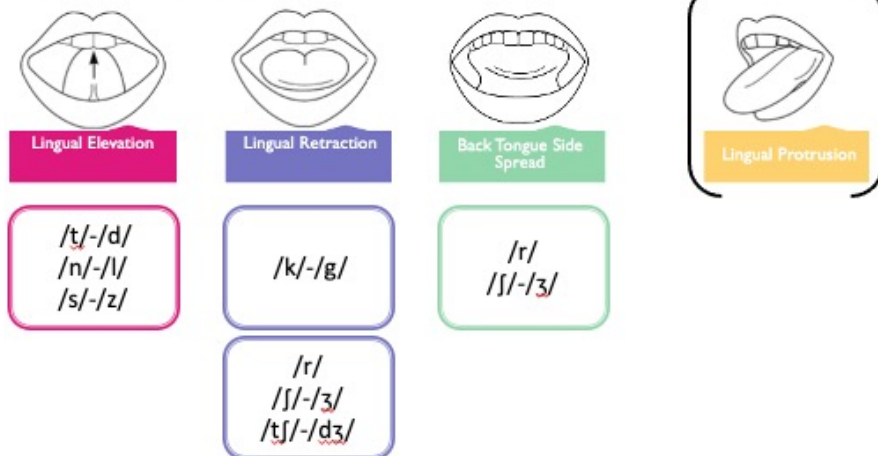 Lingual Elevation
Lingual Retraction
Back Tongue Side
Spread
Lingual Protrusion
/t/-/d/
/n/-/l/
/s/-/z/
/k/-/g/
/r/
/ʃ/-/ʒ/
/r/
/ʃ/-/ʒ/
/tʃ/-/dʒ/